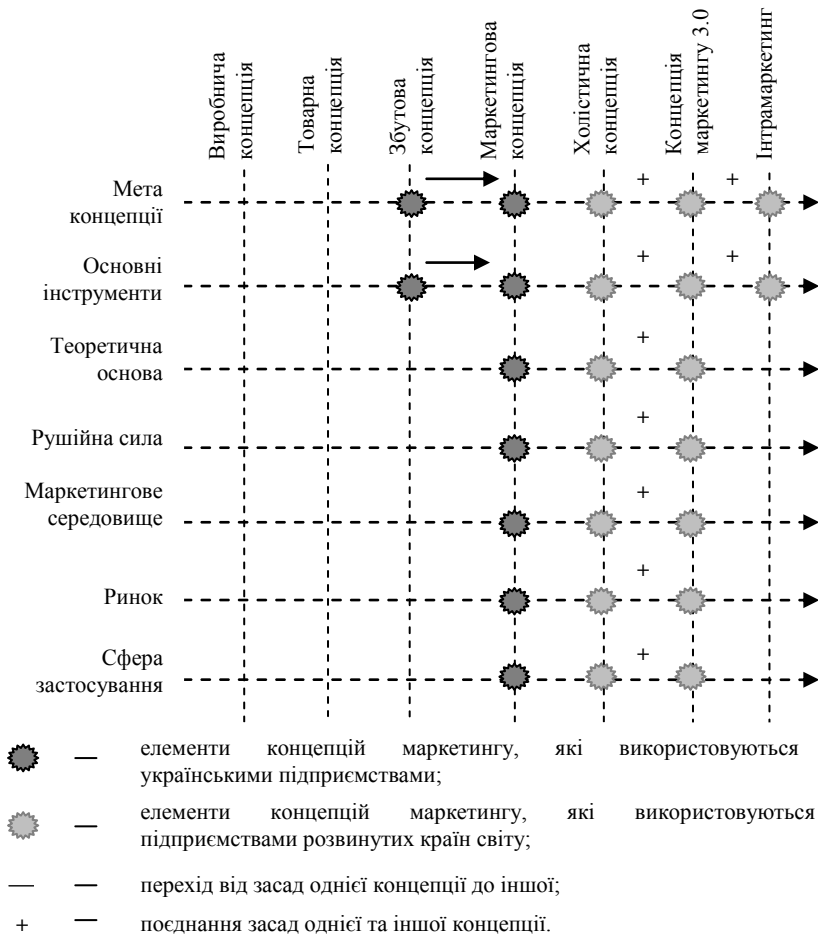 Виробнича
концепція
Товарна
концепція
Збутова
концепція
Маркетингова
концепція
Холістична
концепція
Концепція
маркетингу 3.0
Інтрамаркетинг
+ +
Мета
концепції
+ +
Основні
інструменти
+
Теоретична
основа
+
Рушійна сила
+
Маркетингове
середовище
+
Ринок
+
Сфера
застосування
— елементи концепцій маркетингу, які використовуються
українськими підприємствами;
— елементи концепцій маркетингу, які використовуються
підприємствами розвинутих країн світу;
— — перехід від засад однієї концепції до іншої;
+ — поєднання засад однієї та іншої концепції.